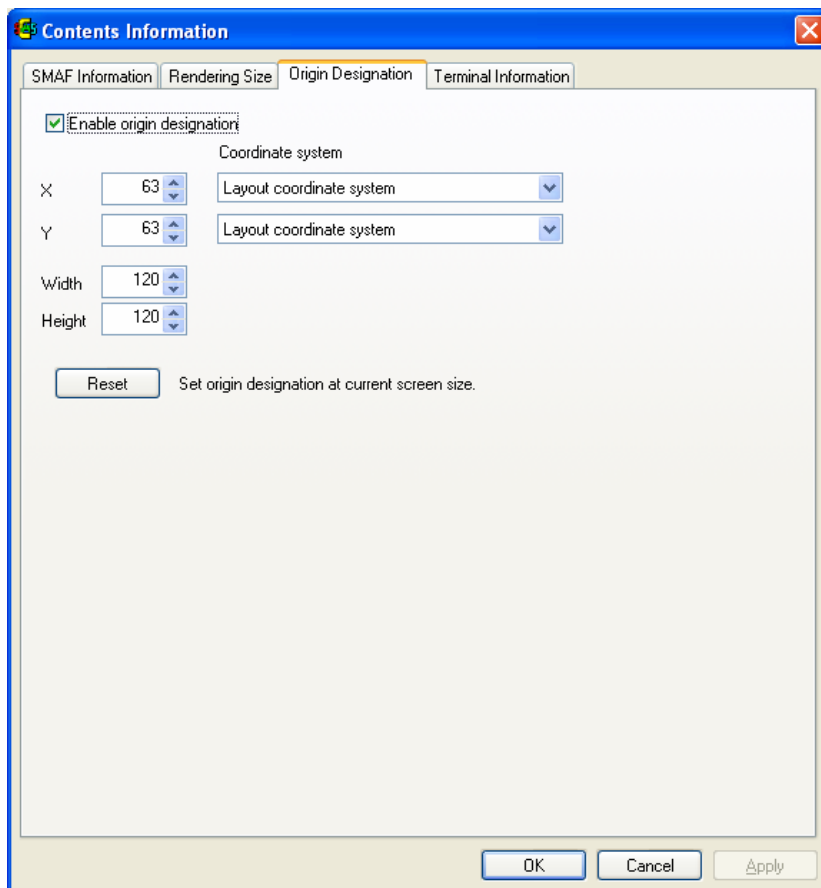 Contents Information
SMAF Information Rendering Size Origin Designation Terminal Information
Enable origin designation
Coordinate system
X 63 Layout coordinate system
Y 63 Layout coordinate system
Width 120
Height 120
Reset Set origin designation at current screen size.
OK Cancel Apply